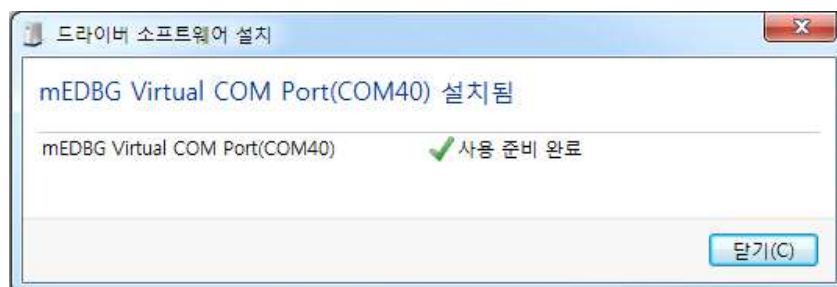 드라이버 소프트웨어 설치
mEDBG Virtual COM Port(COM40) 설치됨
mEDBG Virtual COM Port(COM40) 사용 준비 완료
닫기(C)